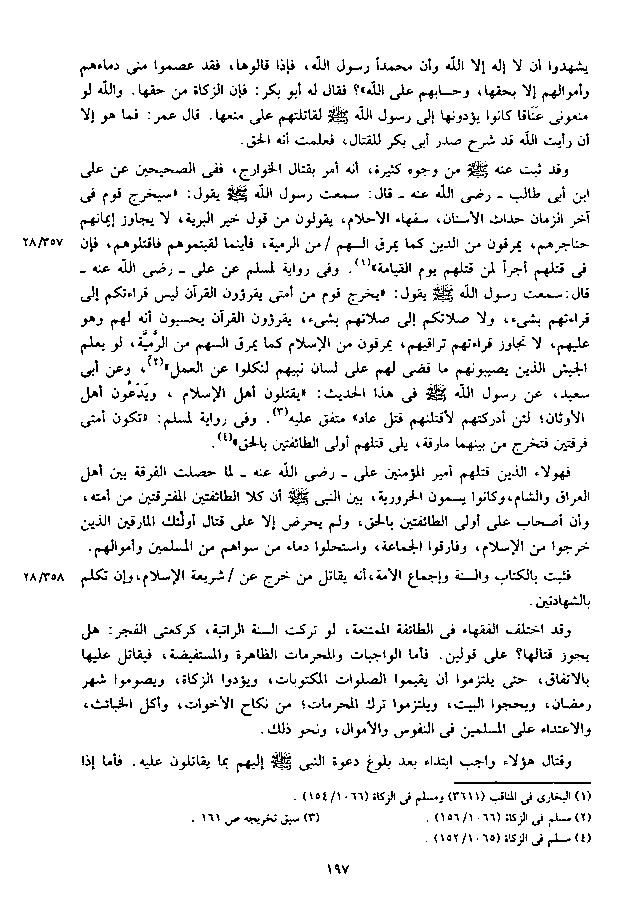 يشهدوا أن لا إله إلا الله وأن محمداً رسول الله، فإذا قالوها، فقد عصموا منى دماءهم
وأموالهم إلا بحقها، وحسابهم على الله»؟ فقال له أبو بكر: فإن الزكاة من حقها. والله لو
منعونى عَنَاقا كانوا يؤدونها إلى رسول الله ﷺ لقاتلتهم على منعها. قال عمر: فما هو إلا
أن رأيت الله قد شرح صدر أبى بكر للقتال، فعلمت أنه الحق.
وقد ثبت عنه ﷺ من وجوه كثيرة، أنه أمر بقتال الخوارج، ففى الصحيحين عن على
ابن أبى طالب ـ رضى الله عنه ـ قال: سمعت رسول الله ﷺ يقول: «سيخرج قوم فى
آخر الزمان حداث الأسنان، سفهاء الأحلام، يقولون من قول خير البرية، لا يجاوز إيمانهم
حناجرهم، يمرقون من الدين كما يمرق السهم / من الرمية، فأينما لقيتموهم فاقتلوهم، فإن ٢٨/٣٥٧
فى قتلهم أجراً لمن قتلهم يوم القيامة»(١). وفى رواية لمسلم عن على ـ رضى الله عنه ـ
قال: سمعت رسول الله ﷺ يقول: «يخرج قوم من أمتى يقرؤون القرآن ليس قراءتكم إلى
قراءتهم بشىء، ولا صلاتكم إلى صلاتهم بشىء، يقرؤون القرآن يحسبون أنه لهم وهو
عليهم، لا تجاوز قراءتهم تراقيهم، يمرقون من الإسلام كما يمرق السهم من الرَّمِيَّة، لو يعلم
الجيش الذين يصيبونهم ما قضى لهم على لسان نبيهم لنكلوا عن العمل»(٢)، وعن أبى
سعيد، عن رسول الله ﷺ فى هذا الحديث: «يقتلون أهل الإسلام ، ويَدَعُون أهل
الأوثان؛ لئن أدركتهم لأقتلنهم قتل عاد» متفق عليه(٣). وفى رواية لمسلم: «تكون أمتى
فرقتين فتخرج من بينهما مارقة، يلى قتلهم أولى الطائفتين بالحق»(٤).
فهولاء الذين قتلهم أمير المؤمنين على ـ رضى الله عنه ـ لما حصلت الفرقة بين أهل
العراق والشام، وكانوا يسمون الحرورية، بين النبى ﷺ أن كلا الطائفتين المفترقتين من أمته،
وأن أصحاب على أولى الطائفتين بالحق، ولم يحرض إلا على قتال أولئك المارقين الذين
خرجوا من الإسلام، وفارقوا الجماعة، واستحلوا دماء من سواهم من المسلمين وأموالهم.
فثبت بالكتاب والسنة وإجماع الأمة، أنه يقاتل من خرج عن / شريعة الإسلام، وإن تكلم ٢٨/٣٥٨
بالشهادتين.
وقد اختلف الفقهاء فى الطائفة الممتنعة، لو تركت السنة الراتبة، كركعتى الفجر: هل
يجوز قتالها؟ على قولين. فأما الواجبات والمحرمات الظاهرة والمستفيضة، فيقاتل عليها
بالاتفاق، حتى يلتزموا أن يقيموا الصلوات المكتوبات، ويؤدوا الزكاة، ويصوموا شهر
رمضان، ويحجوا البيت، ويلتزموا ترك المحرمات؛ من نكاح الأخوات، وأكل الخبائث،
والاعتداء على المسلمين فى النفوس والأموال، ونحو ذلك.
وقتال هؤلاء واجب ابتداء بعد بلوغ دعوة النبى ﷺ إليهم بما يقاتلون عليه. فأما إذا
(١) البخارى فى المناقب (٣٦١١) ومسلم فى الزكاة (١٠٦٦/ ١٥٤) .
(٢) مسلم فى الزكاة (١٠٦٦/ ١٥٦) . (٣) سبق تخريجه ص ١٦١ .
(٤) مسلم فى الزكاة (١٠٦٥/ ١٥٢) .
١٩٧